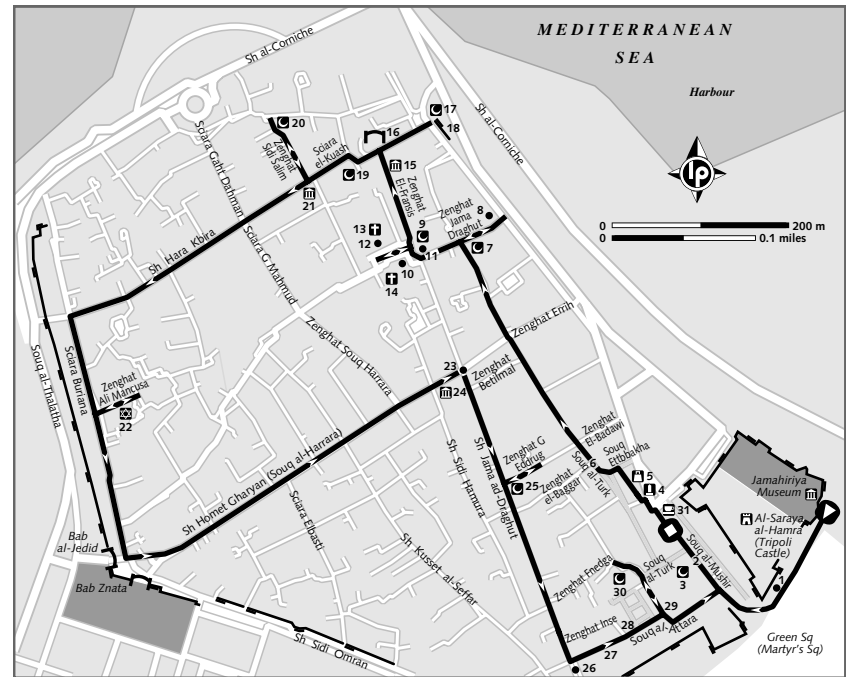 MEDITERRANEAN
SEA
Harbour
Sh al-Corniche
Sh al-Corniche
17
18
20
16
Sciara
el-Kuash
Zenghat
Sidi Salim
15
19
21
Zenghat
El-Fransis
Sciara Gaht Dahman
lp
0 200 m
0 0.1 miles
Zenghat
Jama
Draghut
8
9
13
12
7
11
10
14
Sh Hara Kbira
Sciara G Mahmud
Zenghat Souq Harrara
Zenghat Errih
23
Zenghat
Betilmal
24
Souq al-Thalatha
Sciara Buriana
Zenghat
Ali Mancusa
22
Sh Homet Gharyan (Souq al-Harrara)
Sh Sidi Hamura
Sh Jama ad-Draghut
Zenghat G
Eddrug
25
Zenghat
el-Baggar
Zenghat
El-Badawi
Souq al-Turk
6
Souq
Ettbbakha
5
4
31
Jamahiriya
Museum
Al-Saraya
al-Hamra
(Tripoli
Castle)
Bab
al-Jedid
Bab Znata
Sciara Elbasti
Sh Kusset al-Seffar
Souq al-Mushir
2
3
Souq
al-Turk
1
Zenghat Fnedga
30
29
28
Zenghat Inse
27
Souq al-Attara
26
Sh Sidi Omran
Green Sq
(Martyr's Sq)